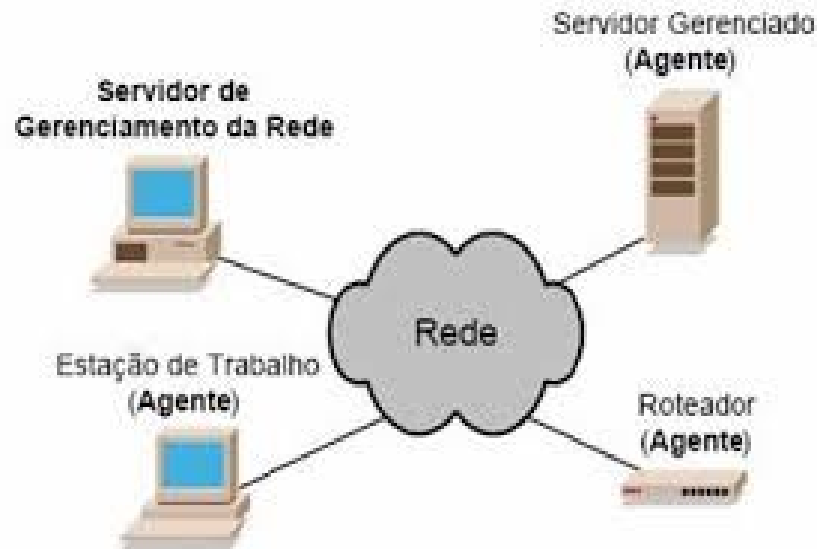 Servidor Gerenciado
(Agente)
Servidor de
Gerenciamento da Rede
Rede
Estação de Trabalho
(Agente)
Roteador
(Agente)